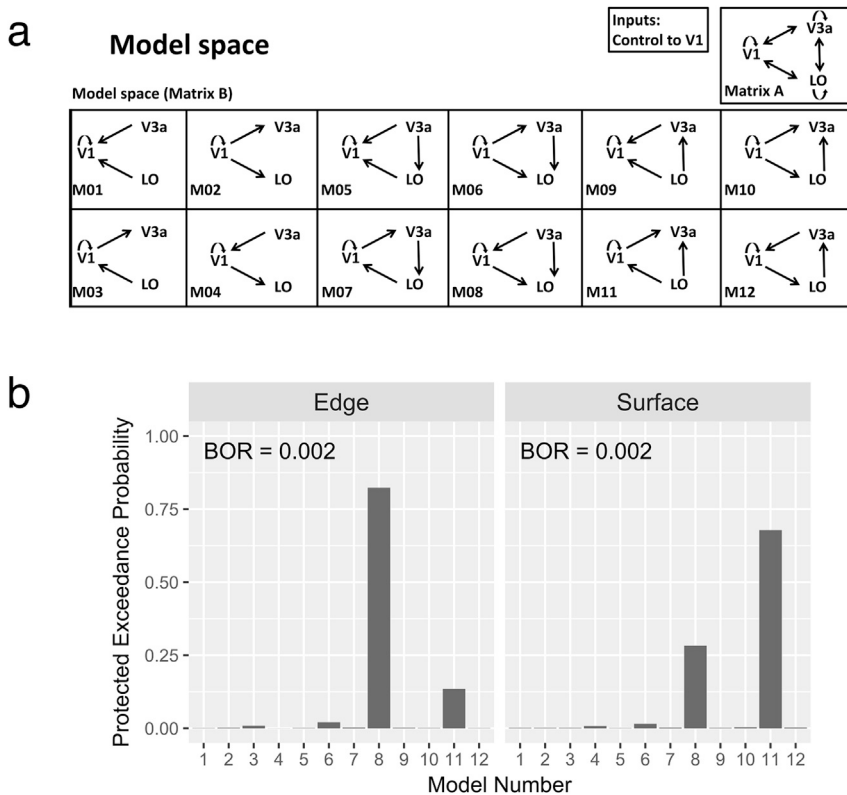 a
Model space
Inputs:
Control to V1
V3a
V1
LO
Matrix A
Model space (Matrix B)
V3a
V1
LO
M01
V3a
V1
LO
M02
V3a
V1
LO
M05
V3a
V1
LO
M06
V3a
V1
LO
M09
V3a
V1
LO
M10
V3a
V1
LO
M03
V3a
V1
LO
M04
V3a
V1
LO
M07
V3a
V1
LO
M08
V3a
V1
LO
M11
V3a
V1
LO
M12
b
Edge
Surface
Protected Exceedance Probability
BOR = 0.002
BOR = 0.002
1.00
0.75
0.50
0.25
0.00
1 2 3 4 5 6 7 8 9 10 11 12
1 2 3 4 5 6 7 8 9 10 11 12
Model Number